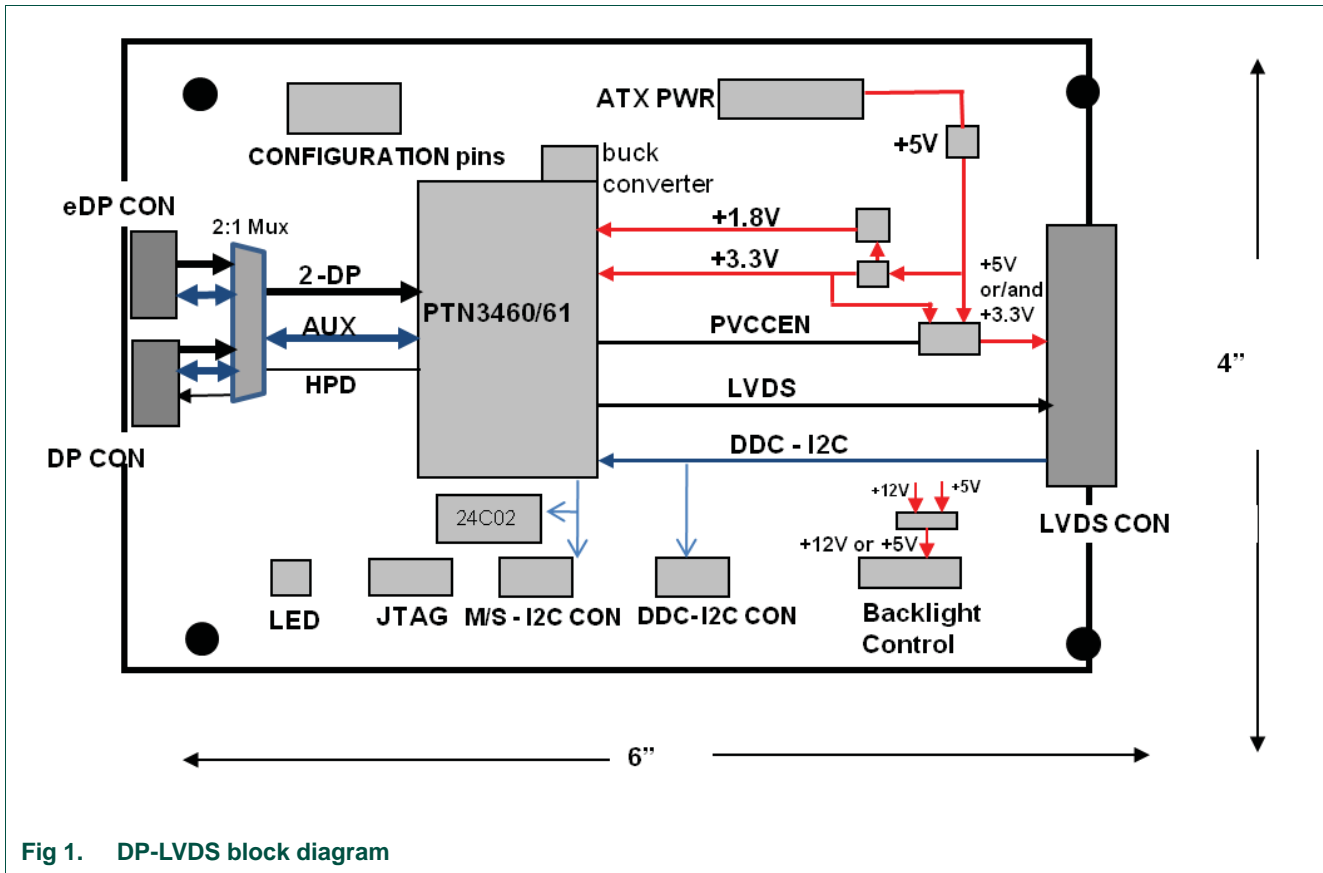 ATX PWR
+5V
CONFIGURATION pins
buck
converter
eDP CON
2:1 Mux
+1.8V
+3.3V
+5V
or/and
+3.3V
2-DP
PTN3460/61
AUX
PVCCEN
HPD
LVDS
4”
DP CON
DDC - I2C
+12V
+5V
24C02
LVDS CON
+12V or +5V
LED
JTAG
M/S - I2C CON
DDC-I2C CON
Backlight
Control
6”
Fig 1. DP-LVDS block diagram